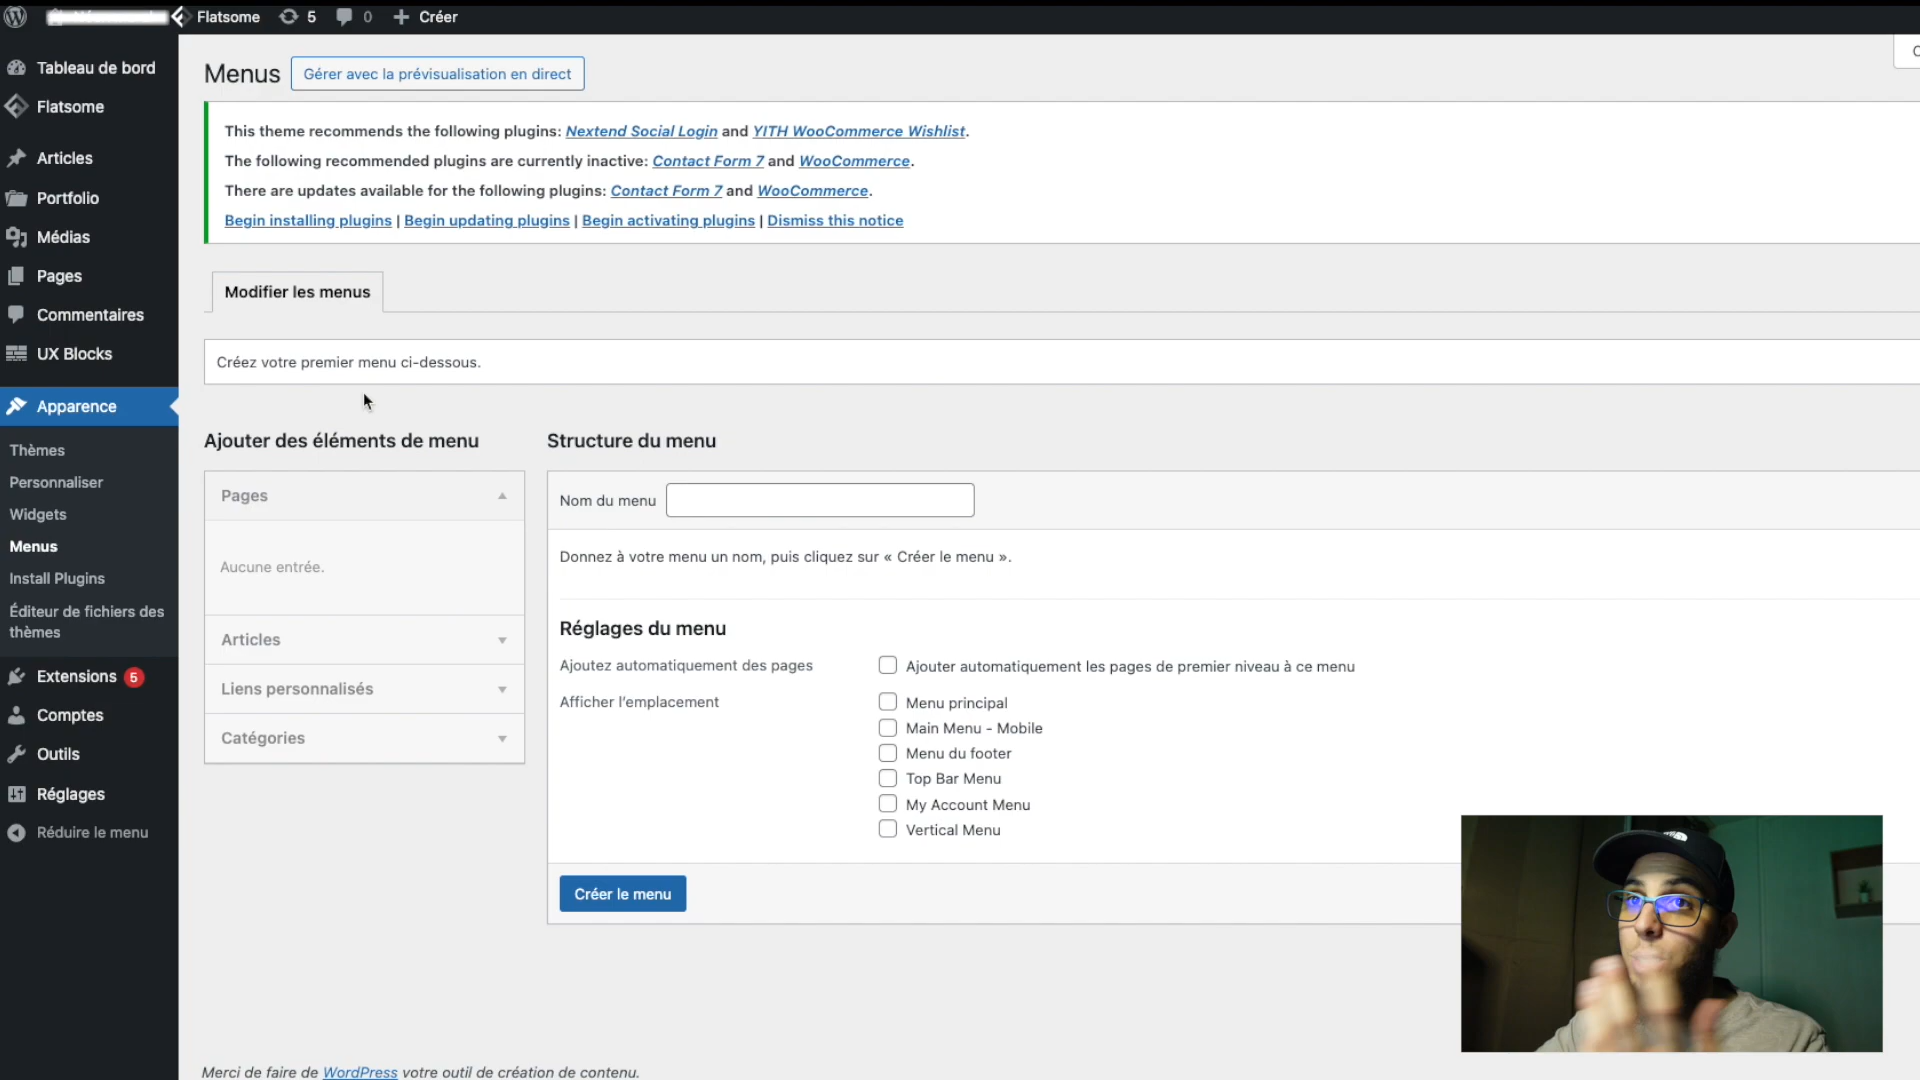 Flatsome 5 0 Créer
Tableau de bord
Flatsome
Articles
Portfolio
Médias
Pages
Commentaires
UX Blocks
Apparence
Thèmes
Personnaliser
Widgets
Menus
Install Plugins
Éditeur de fichiers des
thèmes
Extensions 5
Comptes
Outils
Réglages
Réduire le menu
Menus Gérer avec la prévisualisation en direct
This theme recommends the following plugins: Nextend Social Login and YITH WooCommerce Wishlist.
The following recommended plugins are currently inactive: Contact Form 7 and WooCommerce.
There are updates available for the following plugins: Contact Form 7 and WooCommerce.
Begin installing plugins | Begin updating plugins | Begin activating plugins | Dismiss this notice
Modifier les menus
Créez votre premier menu ci-dessous.
Ajouter des éléments de menu
Pages
Aucune entrée.
Articles
Liens personnalisés
Catégories
Structure du menu
Nom du menu
Donnez à votre menu un nom, puis cliquez sur « Créer le menu ».
Réglages du menu
Ajoutez automatiquement des pages Ajouter automatiquement les pages de premier niveau à ce menu
Afficher l'emplacement Menu principal
Main Menu - Mobile
Menu du footer
Top Bar Menu
My Account Menu
Vertical Menu
Créer le menu
Merci de faire de WordPress votre outil de création de contenu.